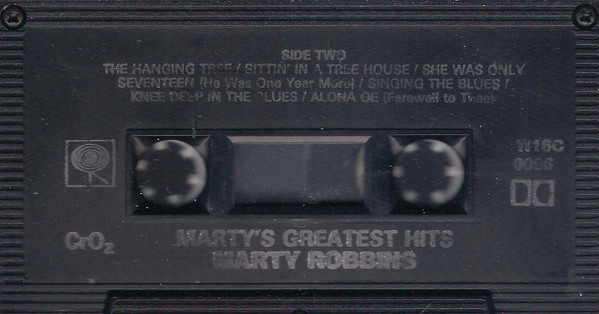 SIDE TWO
THE HANGING TREE / SITTIN' IN A TREE HOUSE / SHE WAS ONLY
SEVENTEEN (He Was One Year More) / SINGING THE BLUES /
KNEE DEEP IN THE BLUES / ALOHA OE (Farewell to Thee)
W16C
0096
CrO2
MARTY'S GREATEST HITS
MARTY ROBBINS